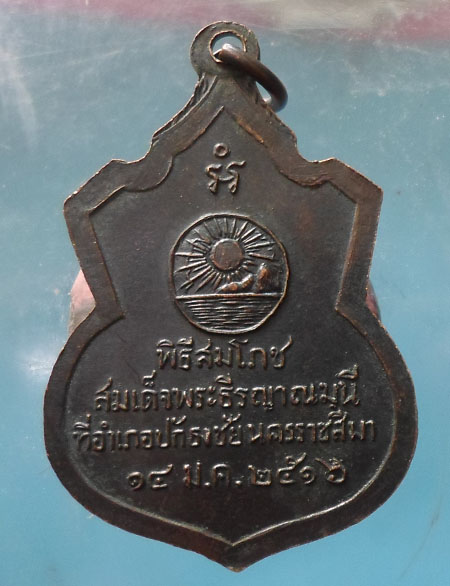 รํร
พิธีสมโภช
สมเด็จพระธีรญาณมุนี
ที่อำเภอปักธงชัย นครราชสีมา
๑๔ ม.ค. ๒๕๑๖